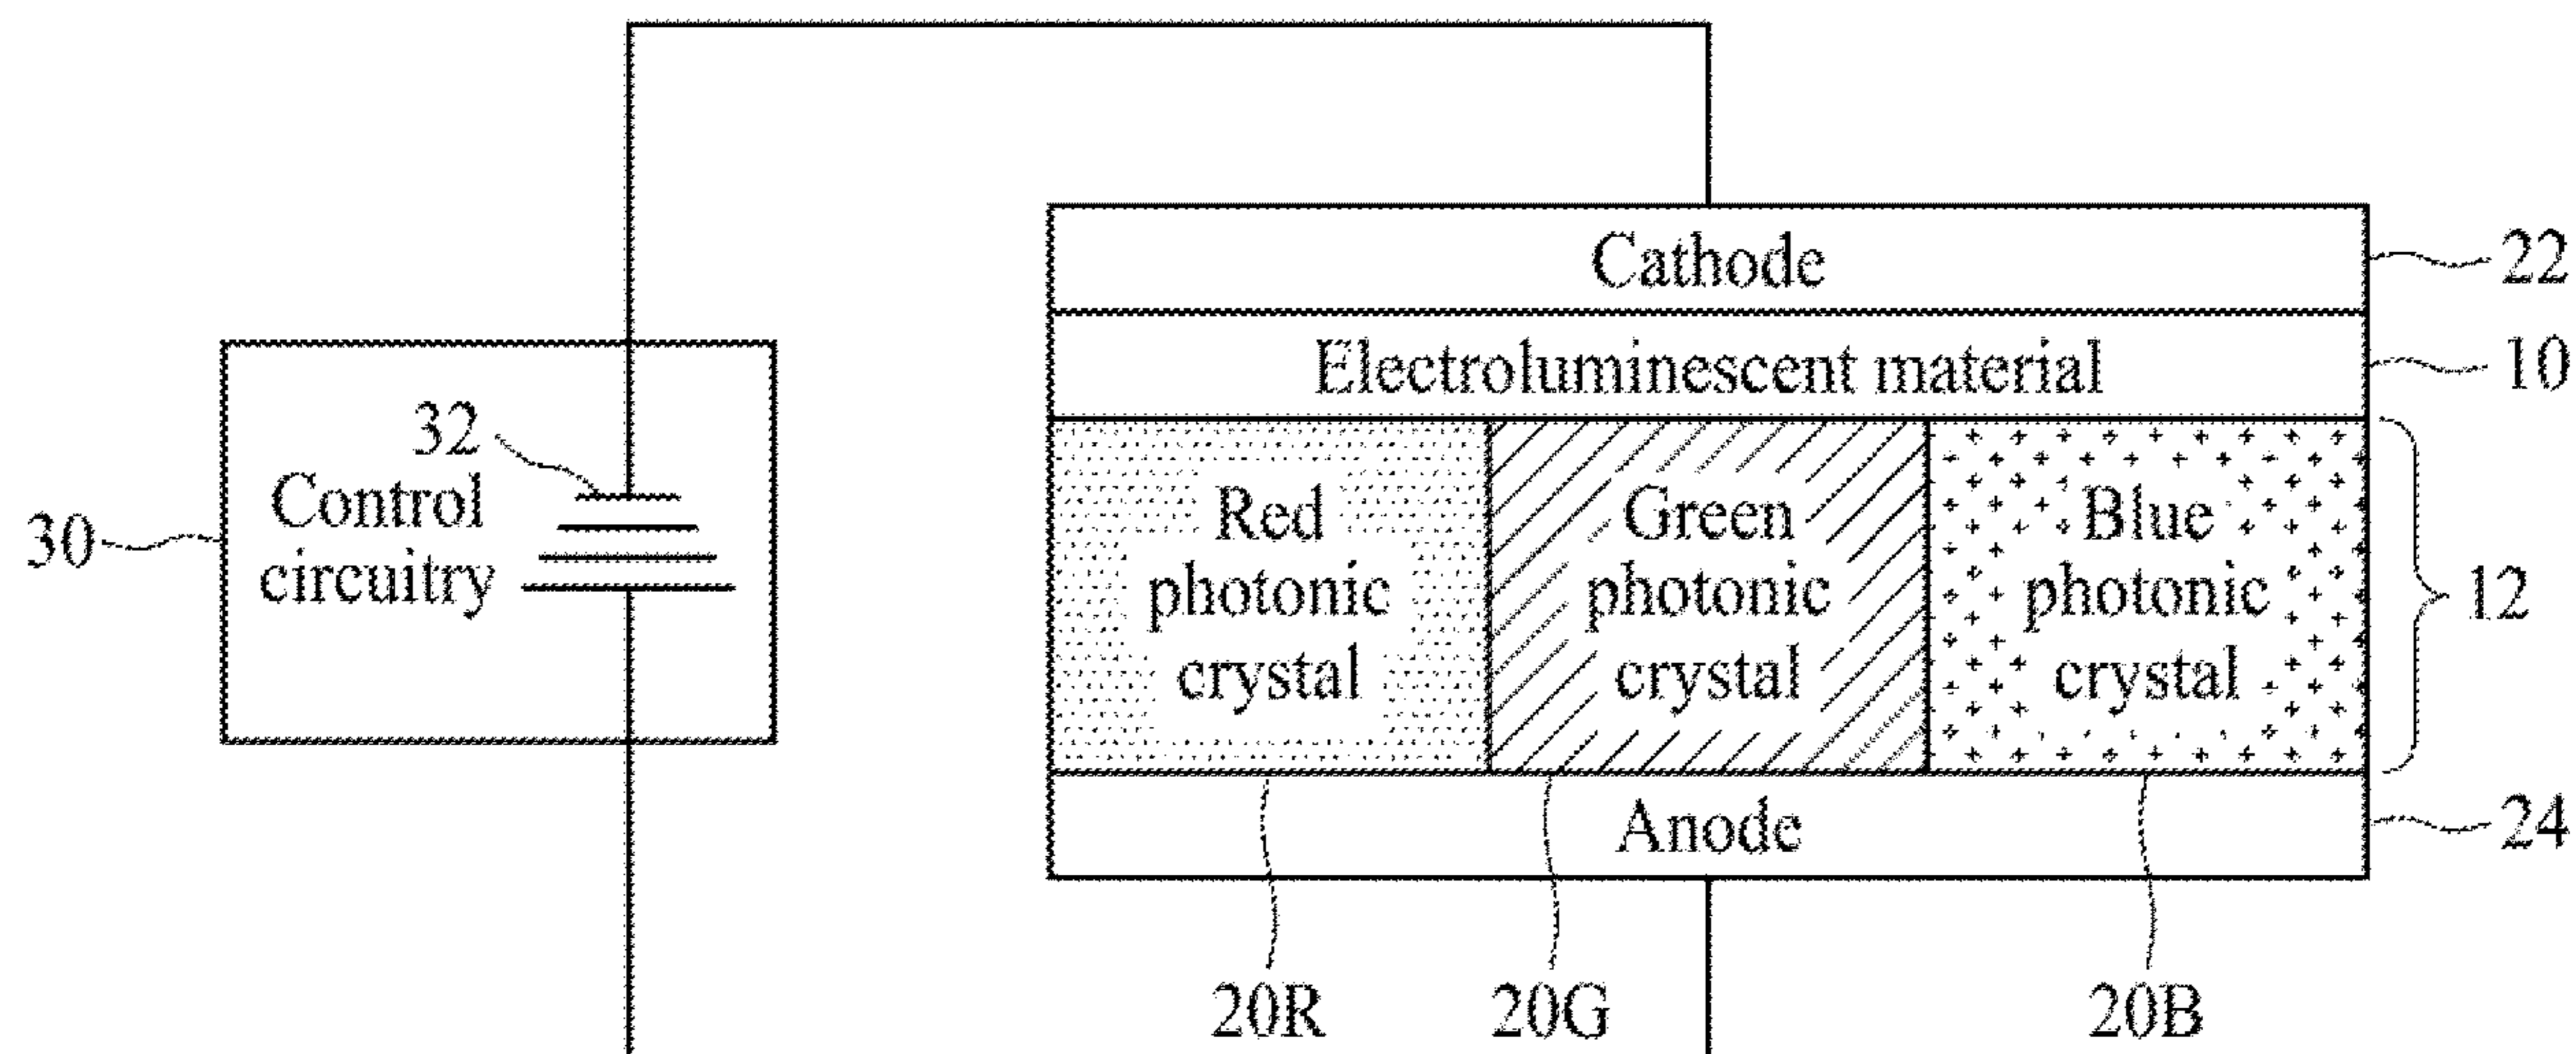 Cathode
22
Electroluminescent material
10
32
Control
circuitry
30
Red
photonic
crystal
Green
photonic
crystal
Blue
photonic
crystal
12
Anode
24
20R
20G
20B